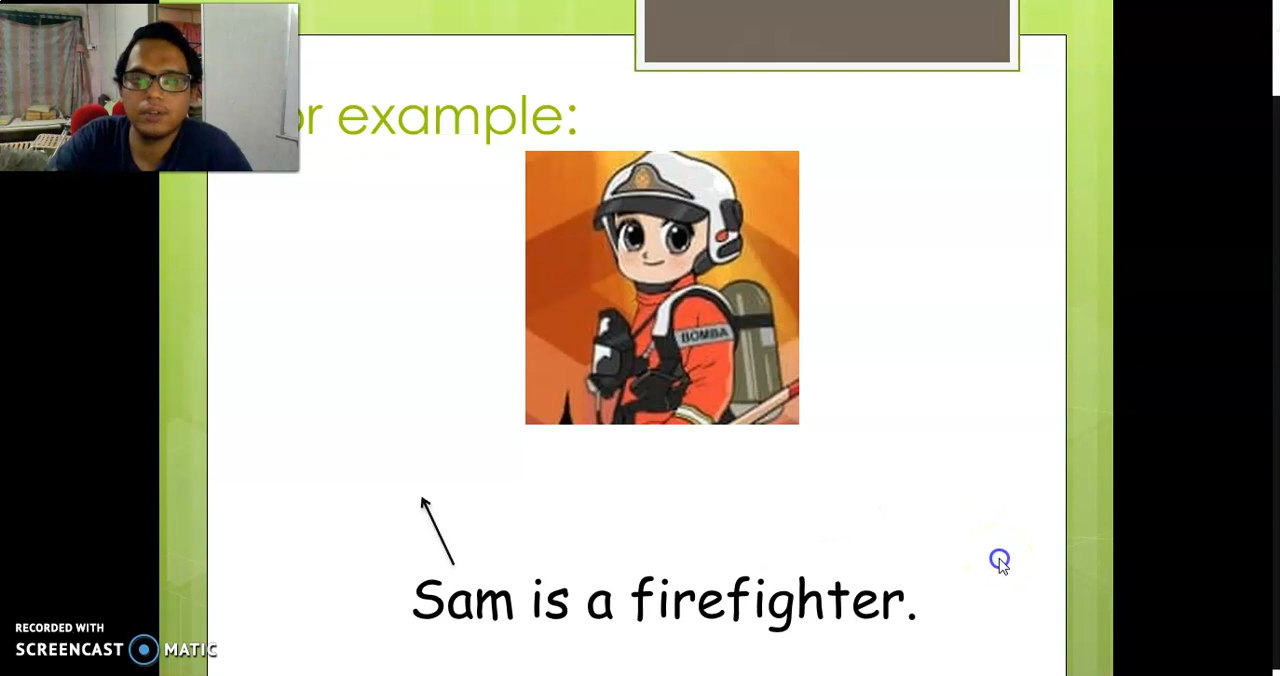 or example:
BOMBA
Sam is a firefighter.
RECORDED WITH
SCREENCAST MATIC